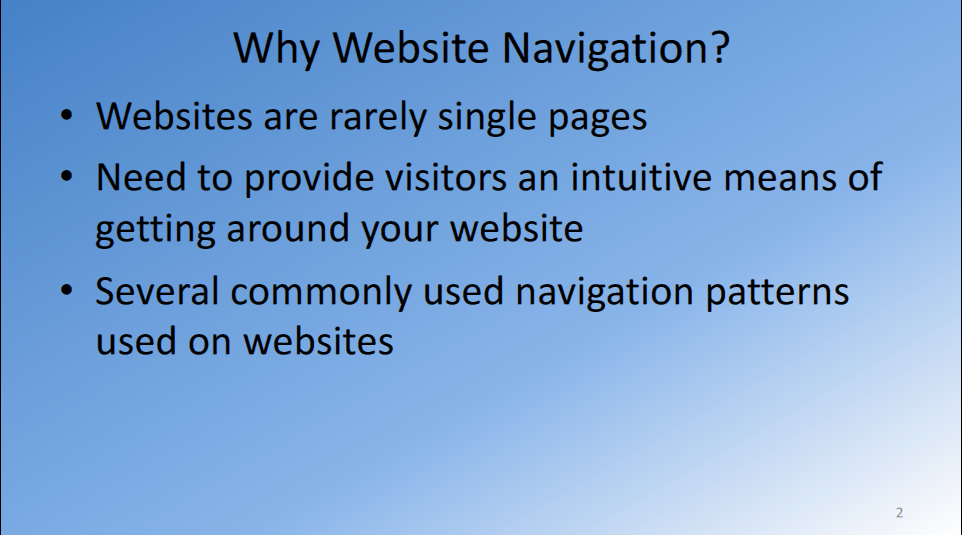 Why Website Navigation?
• Websites are rarely single pages
• Need to provide visitors an intuitive means of
getting around your website
• Several commonly used navigation patterns
used on websites
2